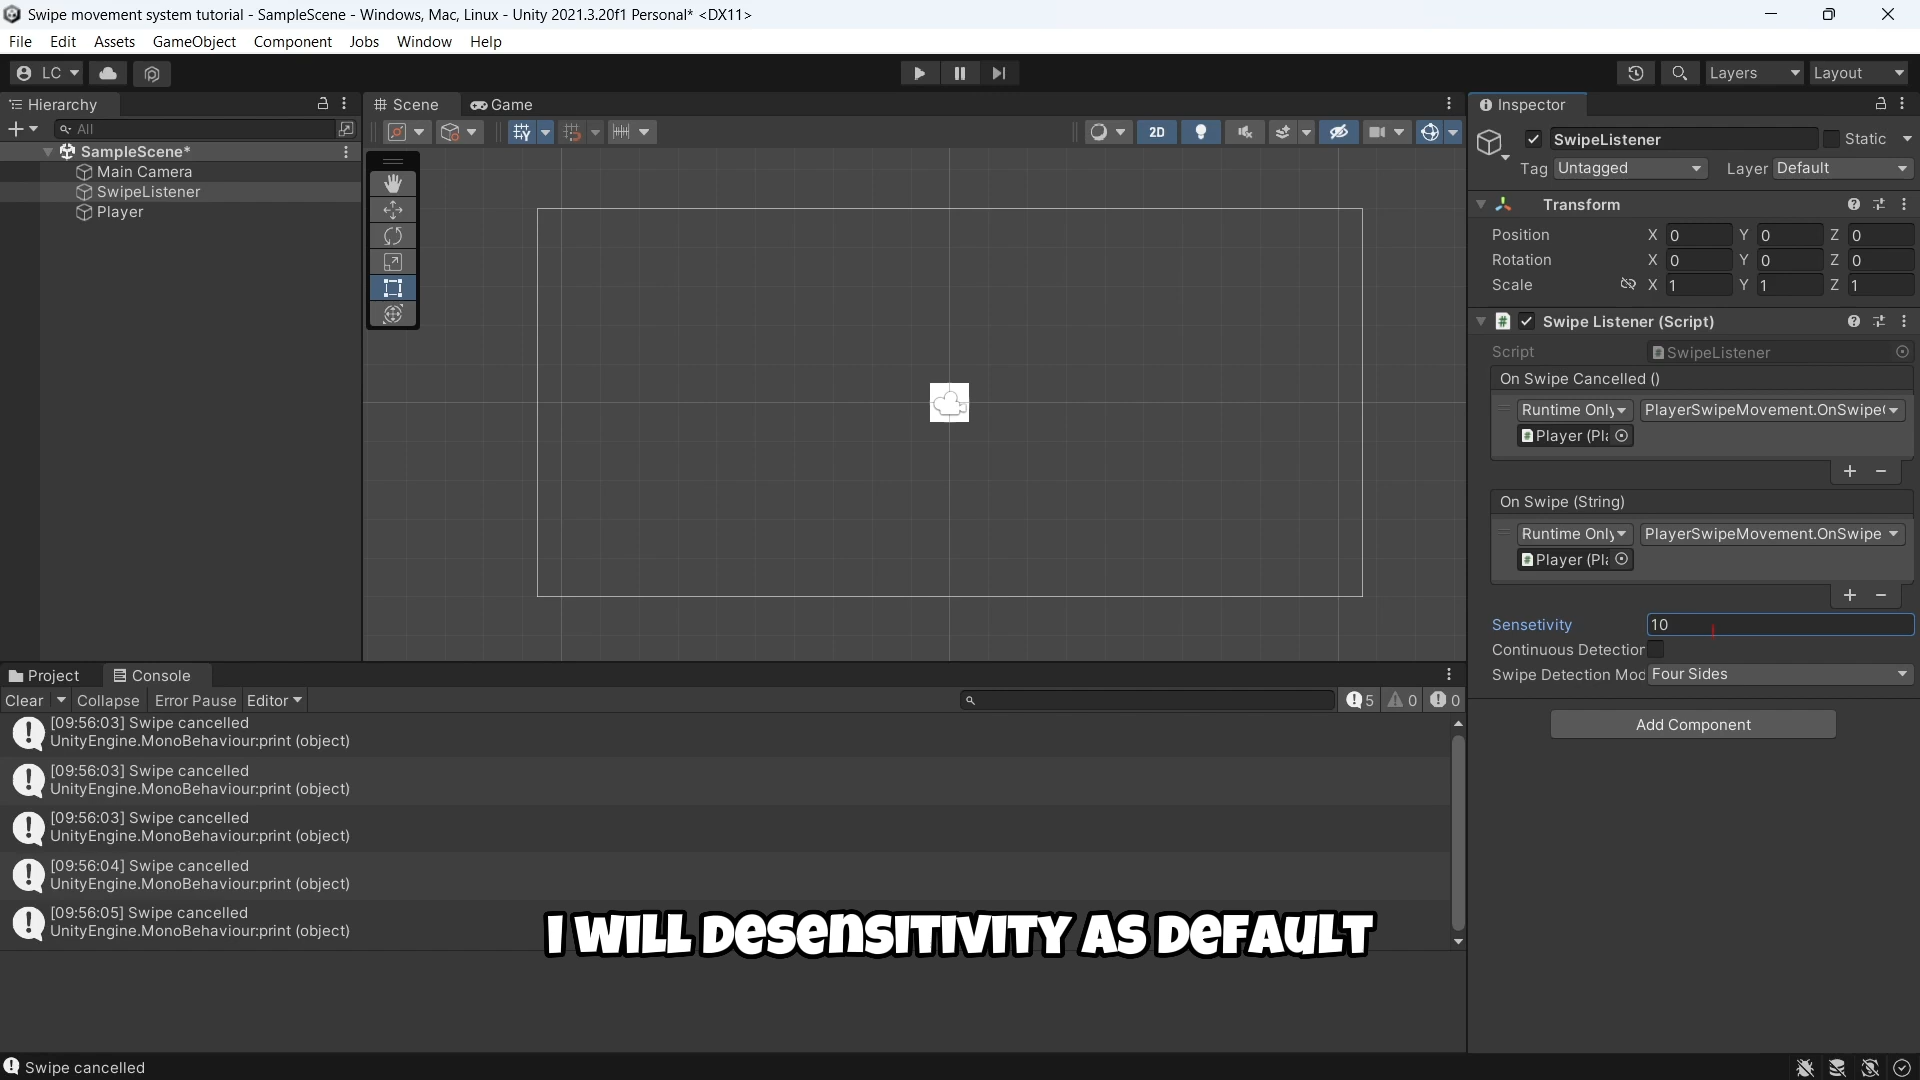 Swipe movement system tutorial - SampleScene - Windows, Mac, Linux - Unity 2021.3.20f1 Personal* <DX11>
File Edit Assets GameObject Component Jobs Window Help
LC Layers Layout
Hierarchy
All
SampleScene*
Main Camera
SwipeListener
Player
Scene Game
2D
Inspector
SwipeListener Static
Tag Untagged Layer Default
Transform
Position X 0 Y 0 Z 0
Rotation X 0 Y 0 Z 0
Scale X 1 Y 1 Z 1
Swipe Listener (Script)
Script SwipeListener
On Swipe Cancelled ()
Runtime Only PlayerSwipeMovement.OnSwipe(
Player (Pla
On Swipe (String)
Runtime Only PlayerSwipeMovement.OnSwipe
Player (Pla
Sensetivity 10
Continuous Detection
Swipe Detection Mod Four Sides
Add Component
Project Console
Clear Collapse Error Pause Editor 5 0 0
[09:56:03] Swipe cancelled
UnityEngine.MonoBehaviour:print (object)
[09:56:03] Swipe cancelled
UnityEngine.MonoBehaviour:print (object)
[09:56:03] Swipe cancelled
UnityEngine.MonoBehaviour:print (object)
[09:56:04] Swipe cancelled
UnityEngine.MonoBehaviour:print (object)
[09:56:05] Swipe cancelled
UnityEngine.MonoBehaviour:print (object)
I WILL DESENSITIVITY AS DEFAULT
Swipe cancelled